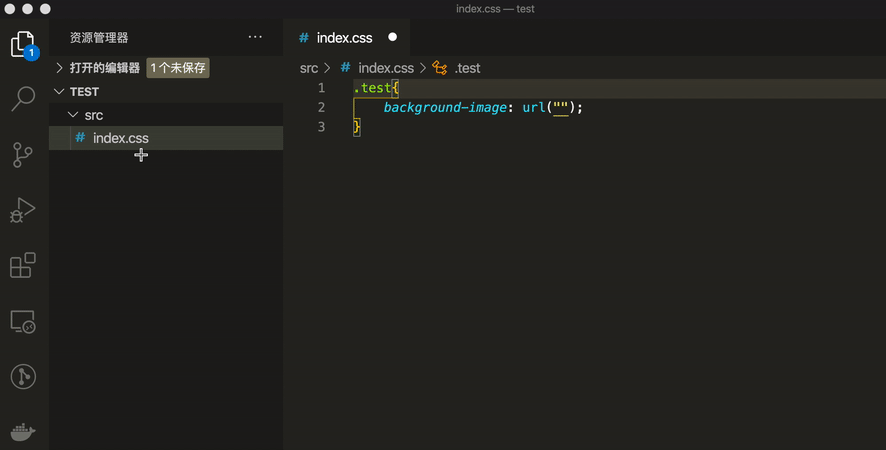 index.css — test
资源管理器 ···
index.css
1
打开的编辑器 1个未保存
src > # index.css > .test
TEST
1 .test{
src
2 background-image: url("");
3 }
# index.css